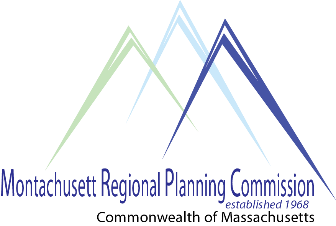 Montachusett Regional Planning Commission
established 1968
Commonwealth of Massachusetts